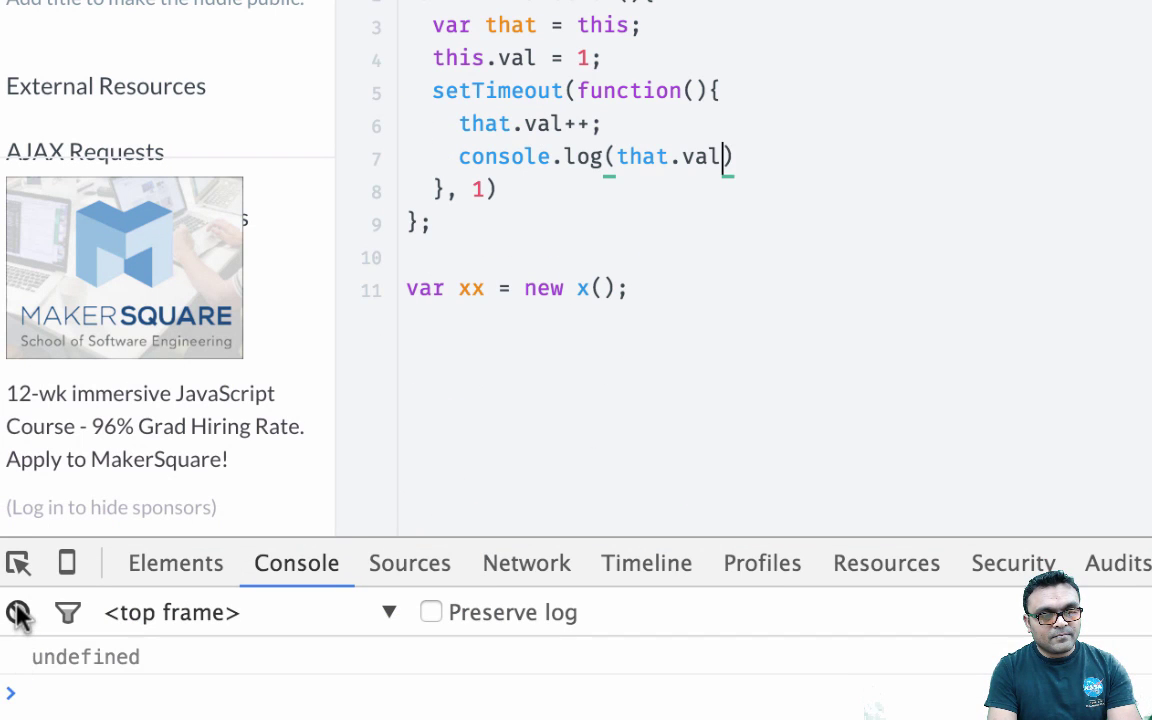 Add title to make the fiddle public.
External Resources
AJAX Requests
s
MAKERSQUARE
School of Software Engineering
12-wk immersive JavaScript
Course - 96% Grad Hiring Rate.
Apply to MakerSquare!
(Log in to hide sponsors)
3 var that = this;
4 this.val = 1;
5 setTimeout(function(){
6 that.val++;
7 console.log(that.val)
8 }, 1)
9 };
10
11 var xx = new x();
Elements Console Sources Network Timeline Profiles Resources Security Audits
<top frame> ▼ Preserve log
undefined
>
NASA